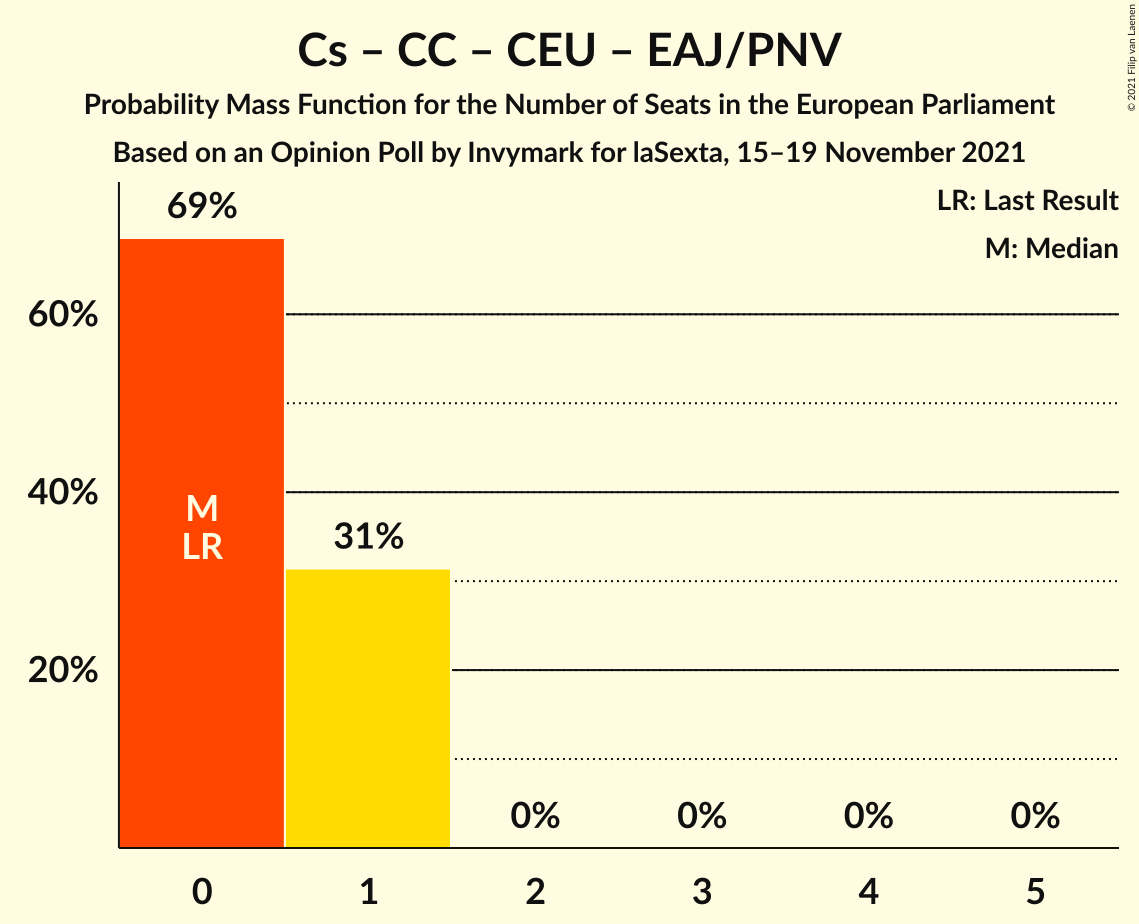 Cs – CC – CEU – EAJ/PNV
Probability Mass Function for the Number of Seats in the European Parliament
Based on an Opinion Poll by Invymark for laSexta, 15–19 November 2021
© 2021 Filip van Laenen
LR: Last Result
M: Median
69%
60%
40%
20%
M
LR
31%
0%
0%
0%
0%
0
1
2
3
4
5